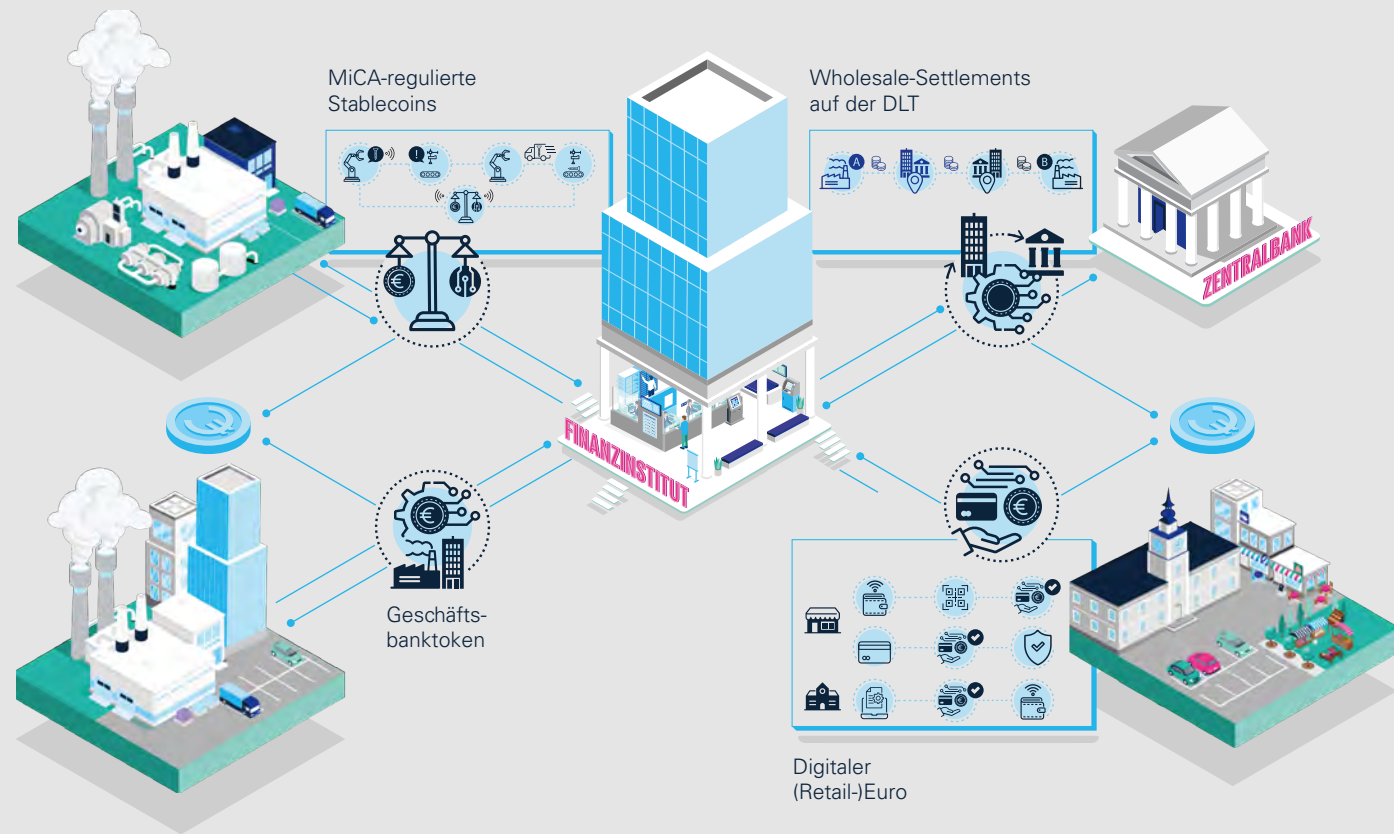 MiCA-regulierte
Stablecoins
Wholesale-Settlements
auf der DLT
A
B
ZENTRALBANK
FINANZINSTITUT
Geschäfts-
banktoken
Digitaler
(Retail-)Euro